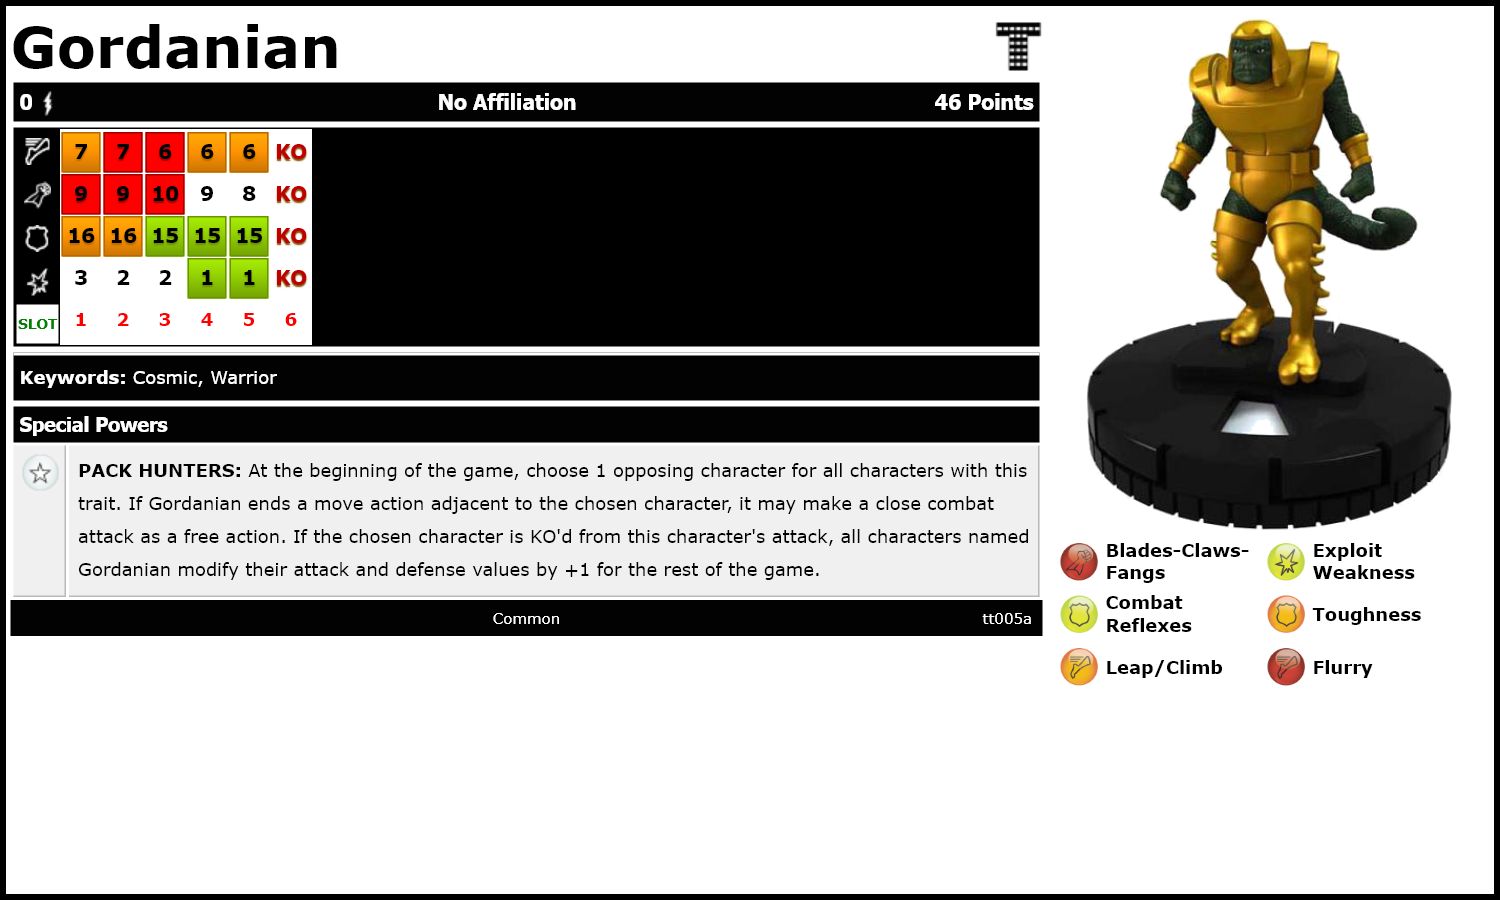 Gordanian
T
0 No Affiliation 46 Points
7 7 6 6 6 KO
9 9 10 9 8 KO
16 16 15 15 15 KO
3 2 2 1 1 KO
SLOT 1 2 3 4 5 6
Keywords: Cosmic, Warrior
Special Powers
PACK HUNTERS: At the beginning of the game, choose 1 opposing character for all characters with this
trait. If Gordanian ends a move action adjacent to the chosen character, it may make a close combat
attack as a free action. If the chosen character is KO'd from this character's attack, all characters named
Gordanian modify their attack and defense values by +1 for the rest of the game.
Common tt005a
Blades-Claws-
Fangs
Exploit
Weakness
Combat
Reflexes
Toughness
Leap/Climb
Flurry